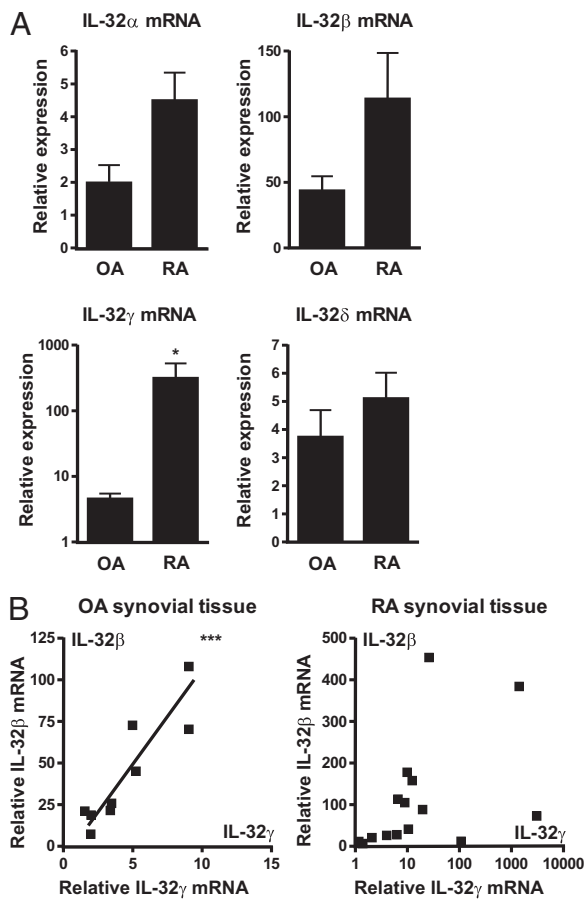 A
IL-32α mRNA
Relative expression
6
5
4
3
2
1
0
OA RA
IL-32β mRNA
Relative expression
150
100
50
0
OA RA
IL-32γ mRNA
Relative expression
1000
100
10
1
*
OA RA
IL-32δ mRNA
Relative expression
7
6
5
4
3
2
1
0
OA RA
B
OA synovial tissue
Relative IL-32β mRNA
125
100
75
50
25
0
IL-32β
***
IL-32γ
0 5 10 15
Relative IL-32γ mRNA
RA synovial tissue
Relative IL-32β mRNA
500
400
300
200
100
0
IL-32β
IL-32γ
1 10 100 1000 10000
Relative IL-32γ mRNA